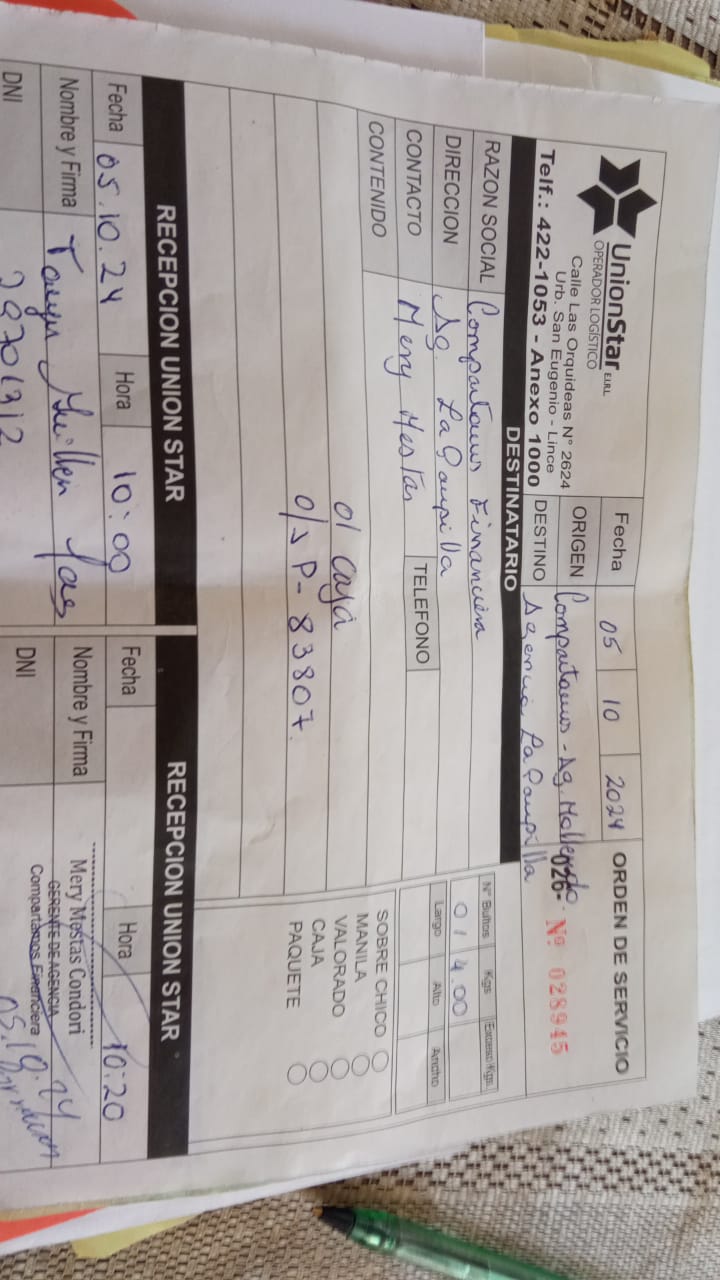 UnionStar E.I.R.L
OPERADOR LOGÍSTICO
Calle Las Orquideas N° 2624
Urb. San Eugenio - Lince
Telf.: 422-1053 - Anexo 1000
Fecha 05 10 2024
ORIGEN Compartamos - Ag. Mollendo
DESTINO Agencia La Pampilla
ORDEN DE SERVICIO
026- Nº 028945
DESTINATARIO
RAZON SOCIAL Compartamos Financiera
DIRECCION Ag. La Pampilla
CONTACTO Mery Mestas TELEFONO
CONTENIDO
01 Caja
O/S P-83807.
Nº Bultos Kgs Exceso Kgs.
01 4.00
Largo Alto Ancho
SOBRE CHICO
MANILA
VALORADO
CAJA
PAQUETE
RECEPCION UNION STAR
Fecha 05.10.24 Hora 10:00
Nombre y Firma
DNI
RECEPCION UNION STAR
Fecha Hora 10:20
Nombre y Firma
Mery Mestas Condori
GERENTE DE AGENCIA
Compartamos Financiera
DNI